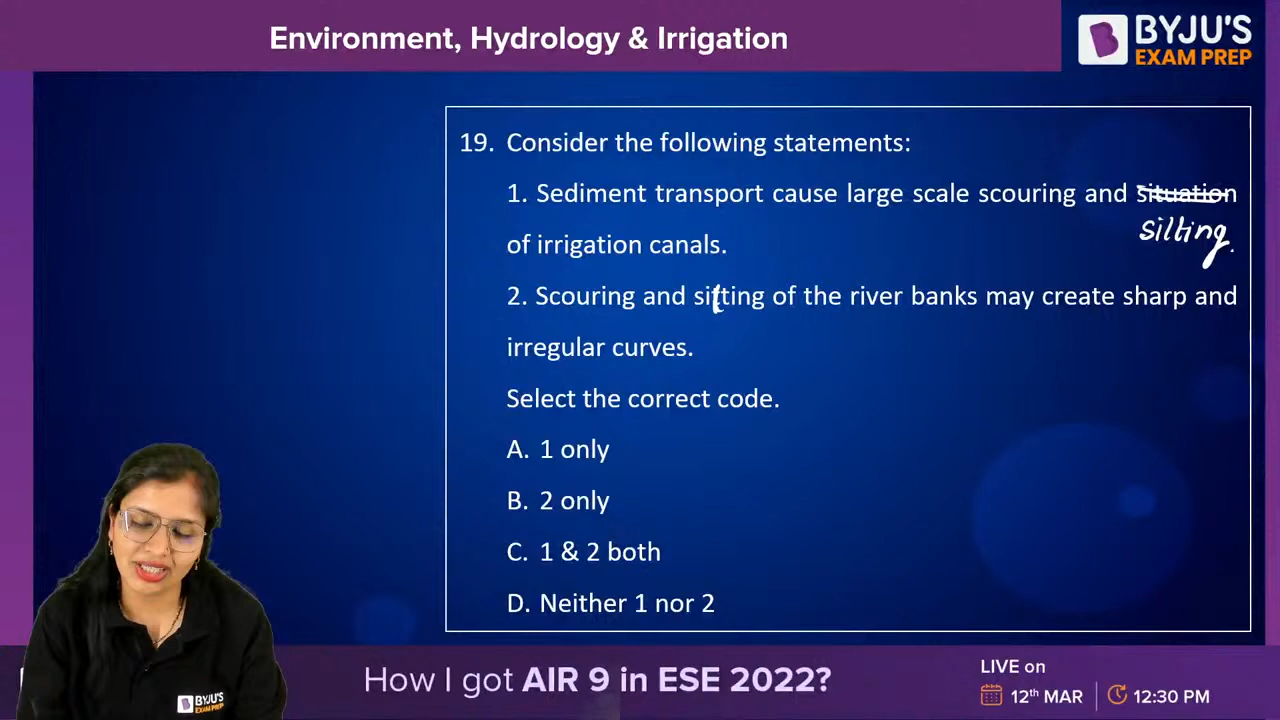 Environment, Hydrology & Irrigation
BYJU'S
EXAM PREP
19. Consider the following statements:
1. Sediment transport cause large scale scouring and situation
silting.
of irrigation canals.
2. Scouring and silting of the river banks may create sharp and
irregular curves.
Select the correct code.
A. 1 only
B. 2 only
C. 1 & 2 both
D. Neither 1 nor 2
BYJU'S
EXAM PREP
How I got AIR 9 in ESE 2022?
LIVE on
12th MAR
12:30 PM